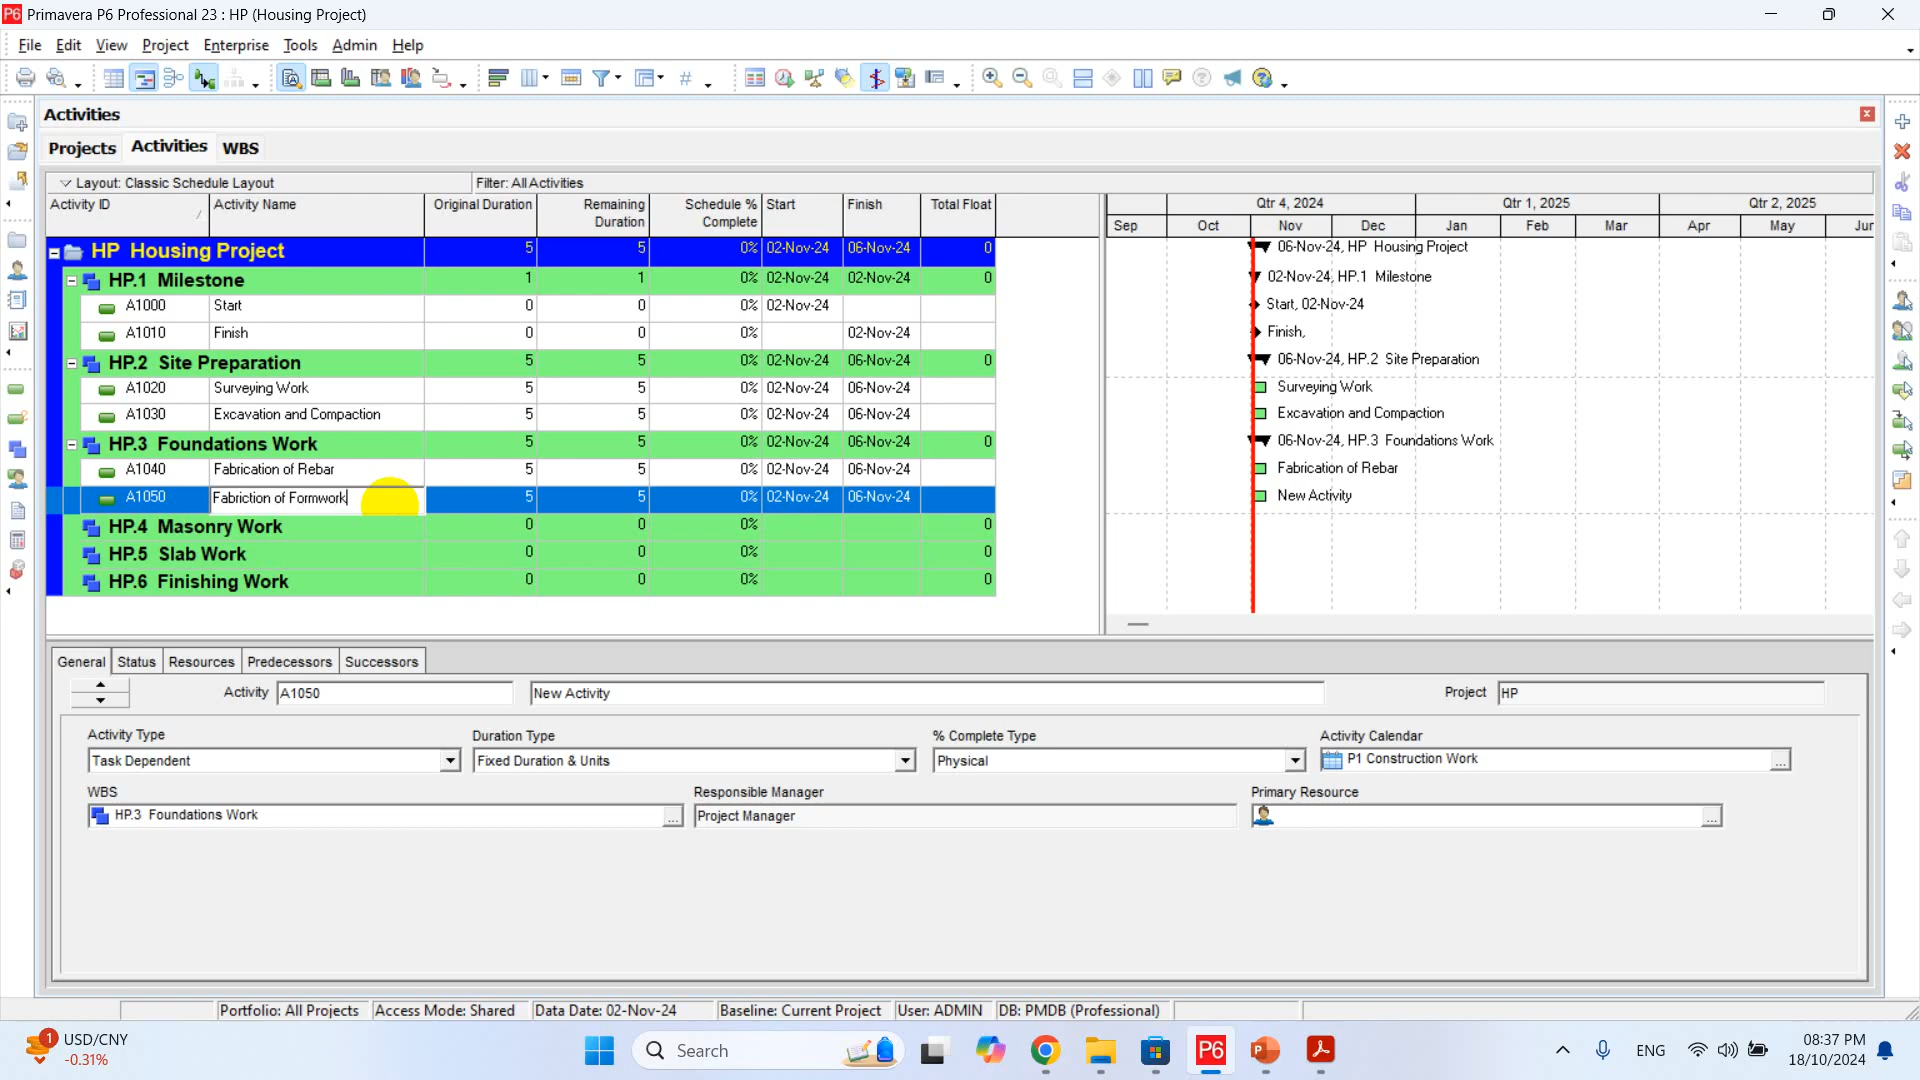 Primavera P6 Professional 23 : HP (Housing Project)
File Edit View Project Enterprise Tools Admin Help
Activities
Projects Activities WBS
Layout: Classic Schedule Layout Filter: All Activities
Activity ID Activity Name Original Duration Remaining Duration Schedule % Complete Start Finish Total Float
Qtr 4, 2024 Qtr 1, 2025 Qtr 2, 2025
Sep Oct Nov Dec Jan Feb Mar Apr May Jun
HP Housing Project 5 5 0% 02-Nov-24 06-Nov-24 0 06-Nov-24, HP Housing Project
HP.1 Milestone 1 1 0% 02-Nov-24 02-Nov-24 0 02-Nov-24, HP.1 Milestone
A1000 Start 0 0 0% 02-Nov-24 Start, 02-Nov-24
A1010 Finish 0 0 0% 02-Nov-24 Finish,
HP.2 Site Preparation 5 5 0% 02-Nov-24 06-Nov-24 0 06-Nov-24, HP.2 Site Preparation
A1020 Surveying Work 5 5 0% 02-Nov-24 06-Nov-24 Surveying Work
A1030 Excavation and Compaction 5 5 0% 02-Nov-24 06-Nov-24 Excavation and Compaction
HP.3 Foundations Work 5 5 0% 02-Nov-24 06-Nov-24 0 06-Nov-24, HP.3 Foundations Work
A1040 Fabrication of Rebar 5 5 0% 02-Nov-24 06-Nov-24 Fabrication of Rebar
A1050 Fabriction of Formwork 5 5 0% 02-Nov-24 06-Nov-24 New Activity
HP.4 Masonry Work 0 0 0% 0
HP.5 Slab Work 0 0 0% 0
HP.6 Finishing Work 0 0 0% 0
General Status Resources Predecessors Successors
Activity A1050 New Activity Project HP
Activity Type Duration Type % Complete Type Activity Calendar
Task Dependent Fixed Duration & Units Physical P1 Construction Work ...
WBS Responsible Manager Primary Resource
HP.3 Foundations Work ... Project Manager ...
Portfolio: All Projects Access Mode: Shared Data Date: 02-Nov-24 Baseline: Current Project User: ADMIN DB: PMDB (Professional)
1 USD/CNY
-0.31%
Search
P6
ENG
08:37 PM
18/10/2024